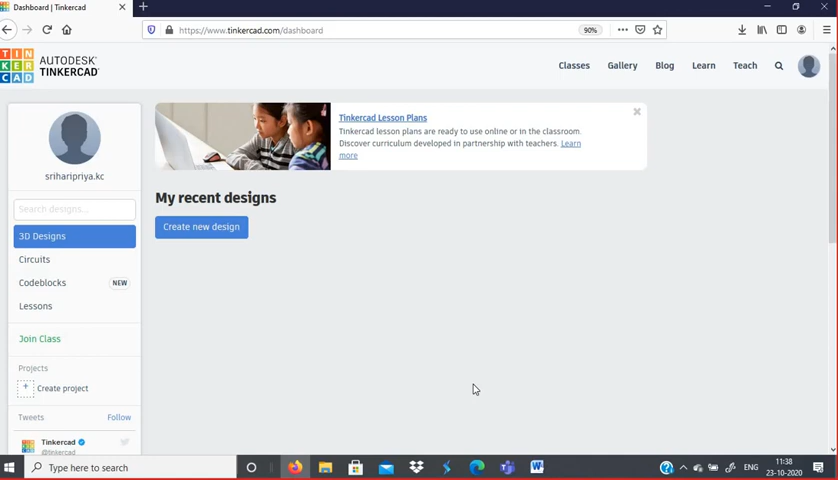 Dashboard | Tinkercad
https://www.tinkercad.com/dashboard
90%
TIN
KER
CAD
AUTODESK®
TINKERCAD®
Classes
Gallery
Blog
Learn
Teach
sriharipriya.kc
Search designs...
3D Designs
Circuits
Codeblocks
NEW
Lessons
Join Class
Projects
+ Create project
Tweets
Follow
Tinkercad
@tinkercad
Tinkercad Lesson Plans
Tinkercad lesson plans are ready to use online or in the classroom.
Discover curriculum developed in partnership with teachers. Learn
more
My recent designs
Create new design
Type here to search
ENG
11:38
23-10-2020